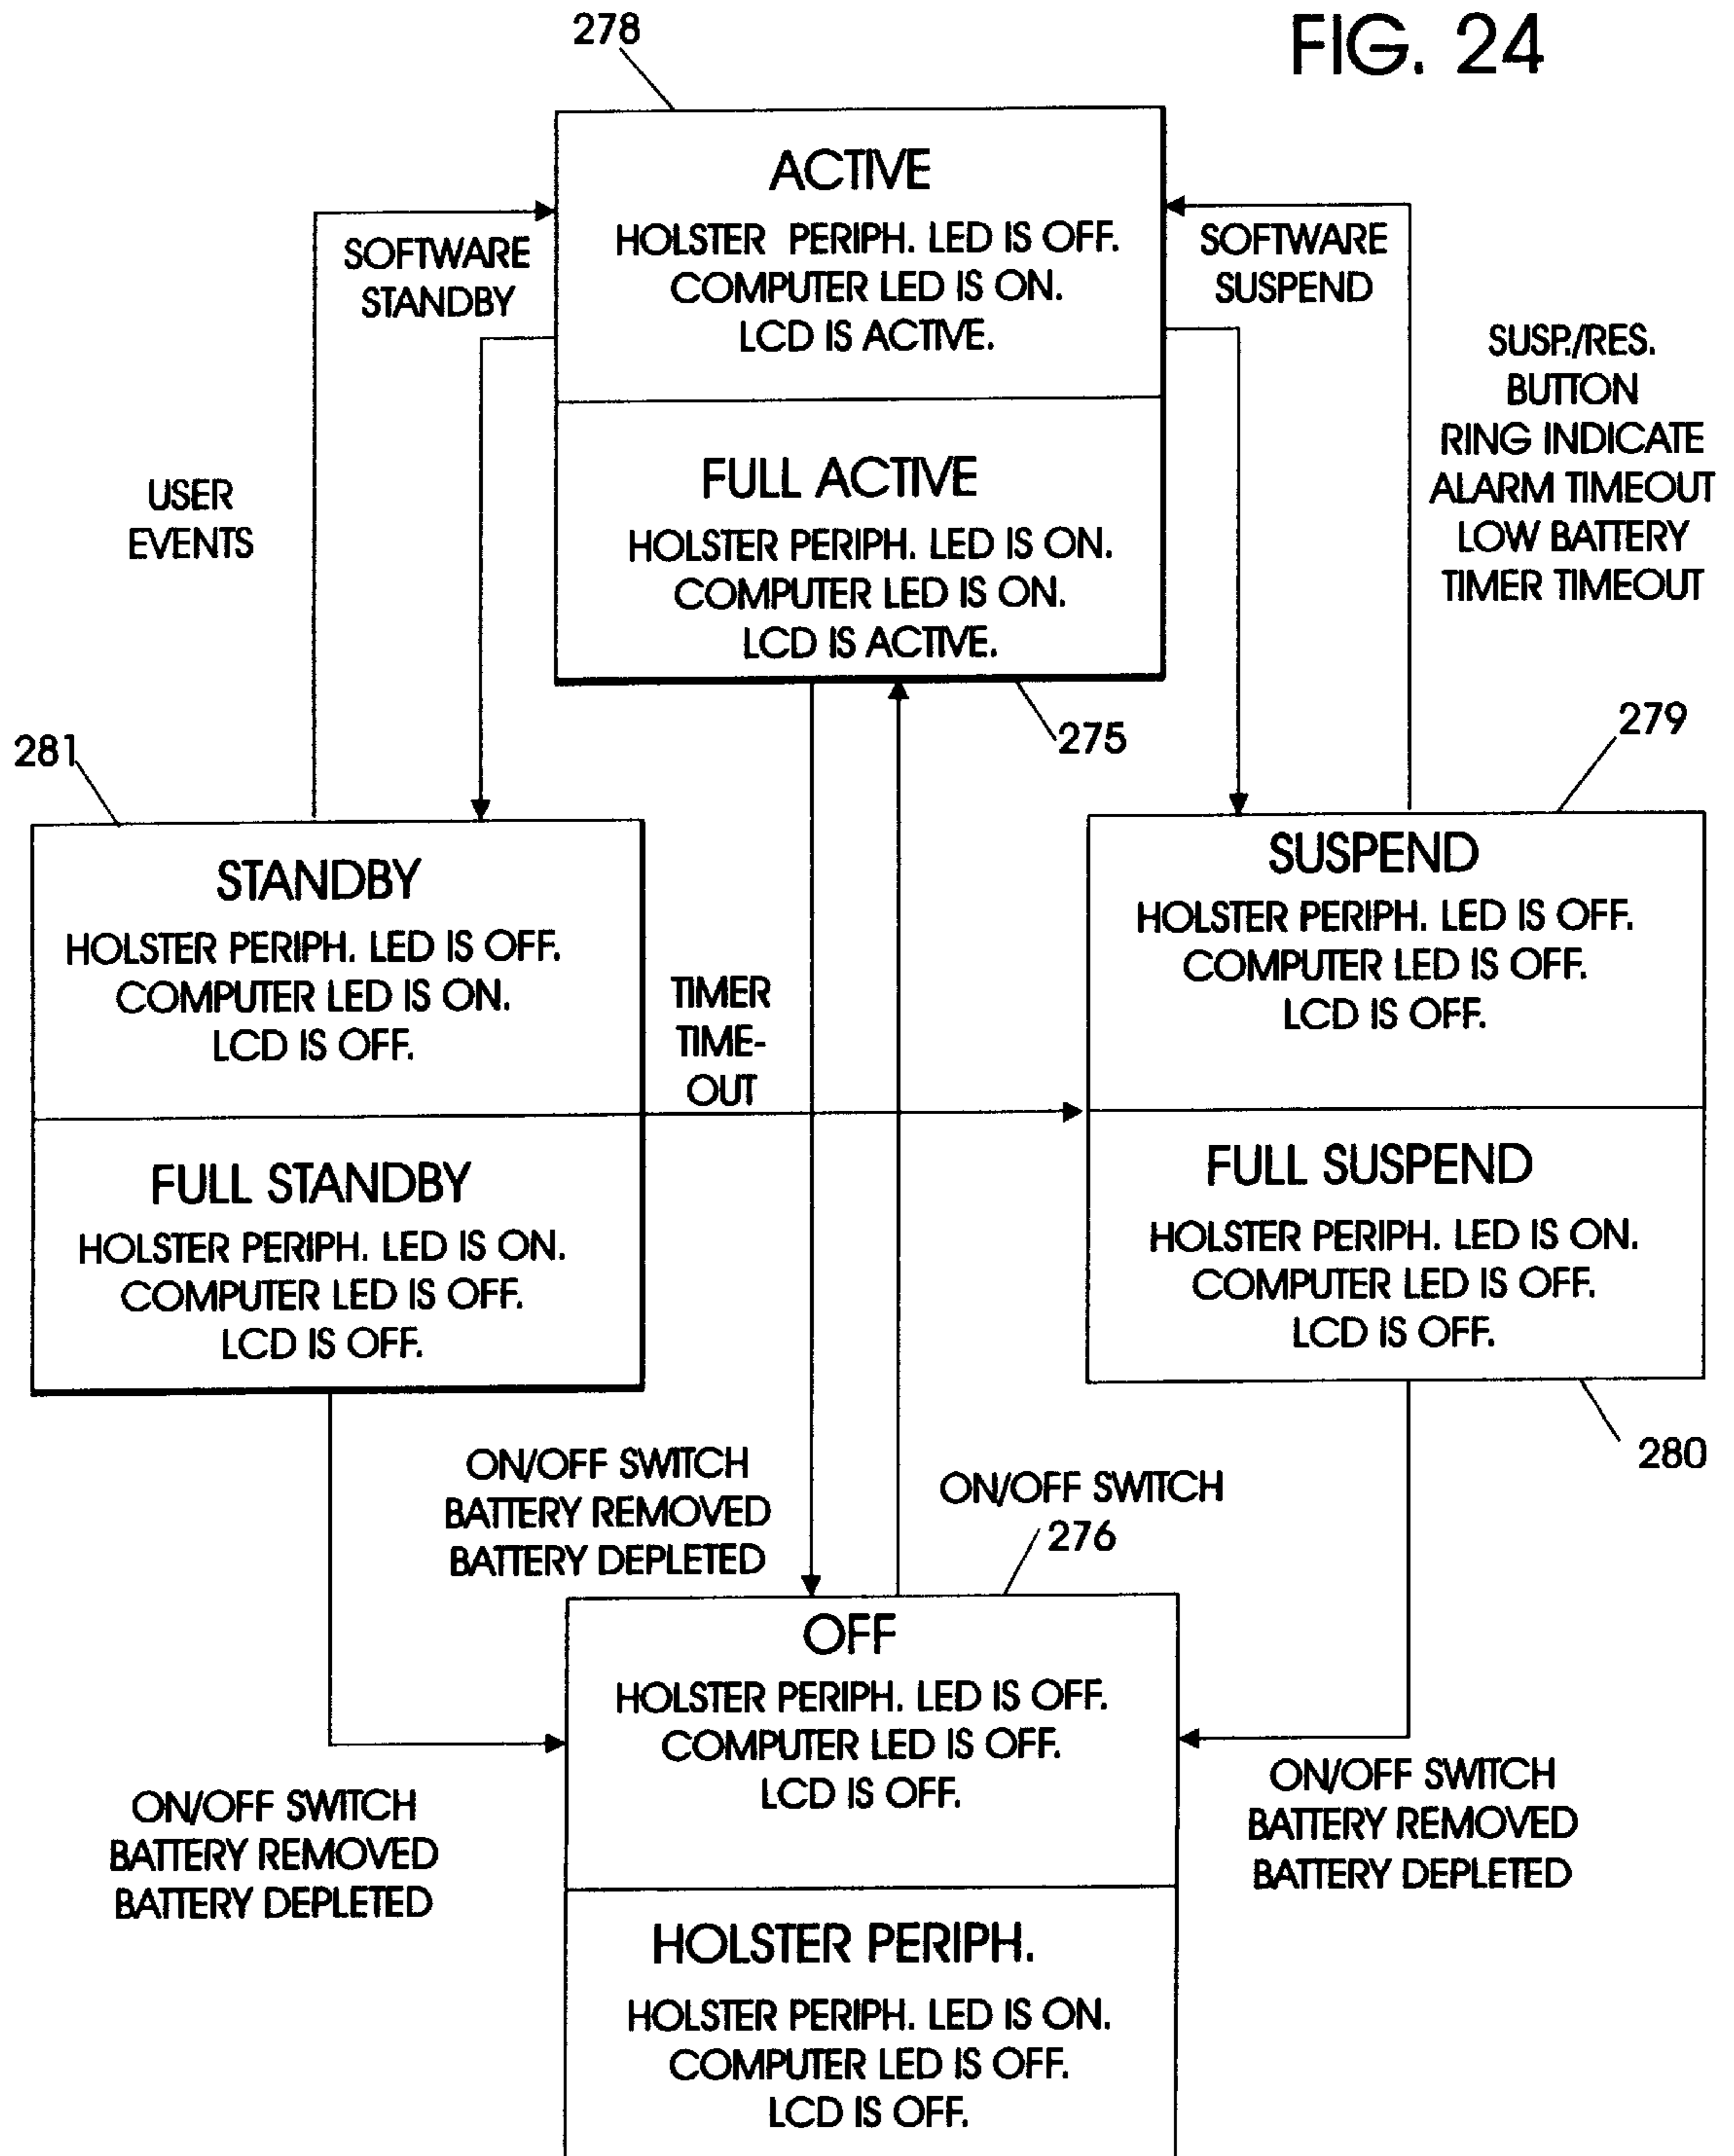 FIG. 24
278
ACTIVE
HOLSTER PERIPH. LED IS OFF.
COMPUTER LED IS ON.
LCD IS ACTIVE.
SOFTWARE
STANDBY
SOFTWARE
SUSPEND
FULL ACTIVE
HOLSTER PERIPH. LED IS ON.
COMPUTER LED IS ON.
LCD IS ACTIVE.
275
USER
EVENTS
SUSP./RES.
BUTTON
RING INDICATE
ALARM TIMEOUT
LOW BATTERY
TIMER TIMEOUT
281
STANDBY
HOLSTER PERIPH. LED IS OFF.
COMPUTER LED IS ON.
LCD IS OFF.
FULL STANDBY
HOLSTER PERIPH. LED IS ON.
COMPUTER LED IS OFF.
LCD IS OFF.
TIMER
TIME-
OUT
279
SUSPEND
HOLSTER PERIPH. LED IS OFF.
COMPUTER LED IS OFF.
LCD IS OFF.
FULL SUSPEND
HOLSTER PERIPH. LED IS ON.
COMPUTER LED IS OFF.
LCD IS OFF.
280
ON/OFF SWITCH
BATTERY REMOVED
BATTERY DEPLETED
ON/OFF SWITCH
276
OFF
HOLSTER PERIPH. LED IS OFF.
COMPUTER LED IS OFF.
LCD IS OFF.
ON/OFF SWITCH
BATTERY REMOVED
BATTERY DEPLETED
ON/OFF SWITCH
BATTERY REMOVED
BATTERY DEPLETED
HOLSTER PERIPH.
HOLSTER PERIPH. LED IS ON.
COMPUTER LED IS OFF.
LCD IS OFF.